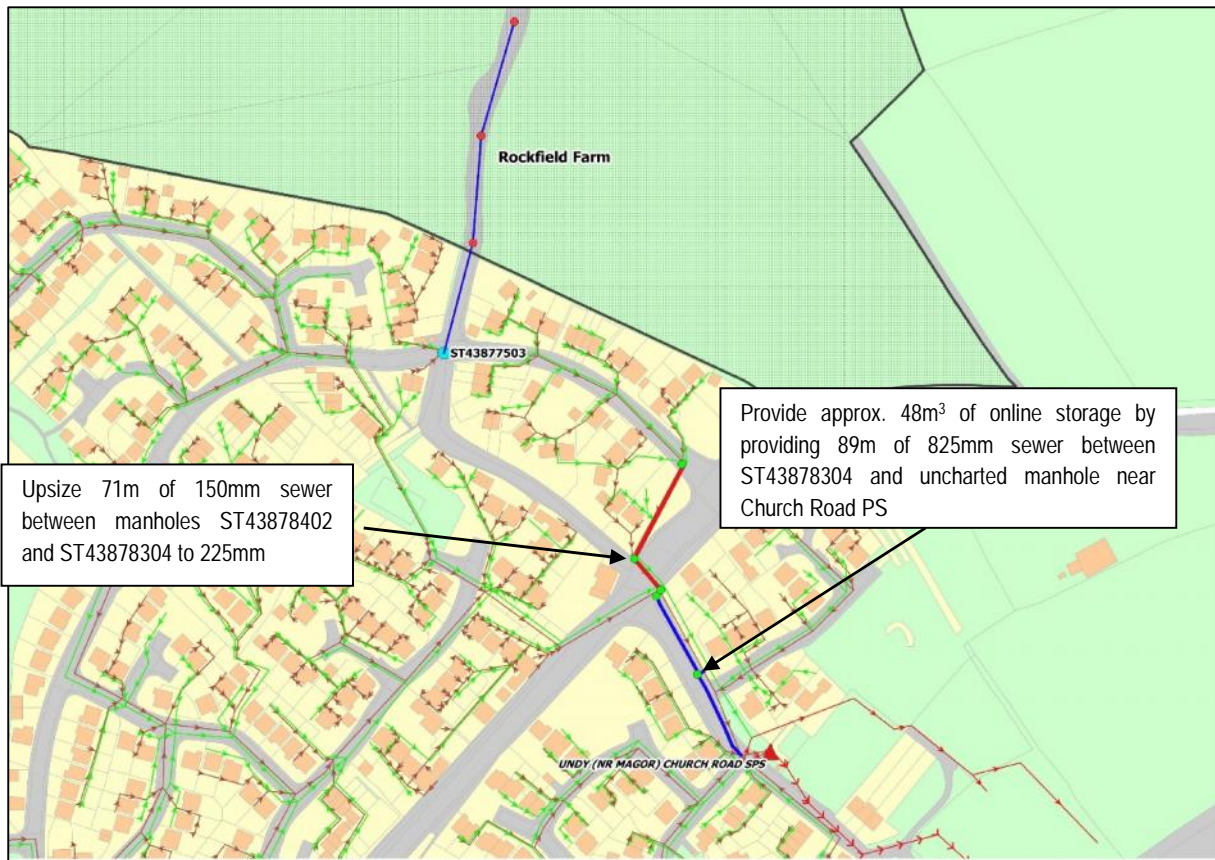 Rockfield Farm
ST43877503
Provide approx. 48m³ of online storage by
providing 89m of 825mm sewer between
ST43878304 and uncharted manhole near
Church Road PS
Upsize 71m of 150mm sewer
between manholes ST43878402
and ST43878304 to 225mm
UNDY (NR MAGOR) CHURCH ROAD SPS